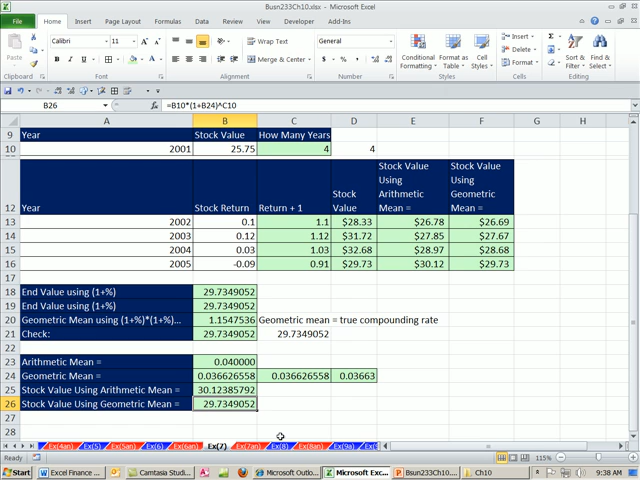 Busn233Ch10.xlsx - Microsoft Excel
File Home Insert Page Layout Formulas Data Review View Developer Add-Ins
Calibri 11 Wrap Text General Insert
Paste Merge & Center $ % Conditional Formatting Format as Table Cell Styles Delete Format Sort & Filter Find & Select
Clipboard Font Alignment Number Styles Cells Editing
B26 fx =B10*(1+B24)^C10
A B C D E F G H
9 Year Stock Value How Many Years
10 2001 25.75 4 4
12 Year Stock Return Return + 1 Stock Value Stock Value Using Arithmetic Mean = Stock Value Using Geometric Mean =
13 2002 0.1 1.1 $28.33 $26.78 $26.69
14 2003 0.12 1.12 $31.72 $27.85 $27.67
15 2004 0.03 1.03 $32.68 $28.97 $28.68
16 2005 -0.09 0.91 $29.73 $30.12 $29.73
17
18 End Value using (1+%) 29.7349052
19 End Value using (1+%) 29.7349052
20 Geometric Mean using (1+%)*(1+%)... 1.1547536 Geometric mean = true compounding rate
21 Check: 29.7349052 29.7349052
22
23 Arithmetic Mean = 0.040000
24 Geometric Mean = 0.036626558 0.036626558 0.03663
25 Stock Value Using Arithmetic Mean = 30.12385792
26 Stock Value Using Geometric Mean = 29.7349052
27
28
Ex(4an) Ex(5) Ex(5an) Ex(6) Ex(6an) Ex(7) Ex(7an) Ex(8) Ex(8an) Ex(9a)
Ready 115%
Start Word Excel Finance ... Camtasia Studi... Microsoft Outlo... Microsoft Exc... Busn233Ch10.... Ch10 9:38 AM